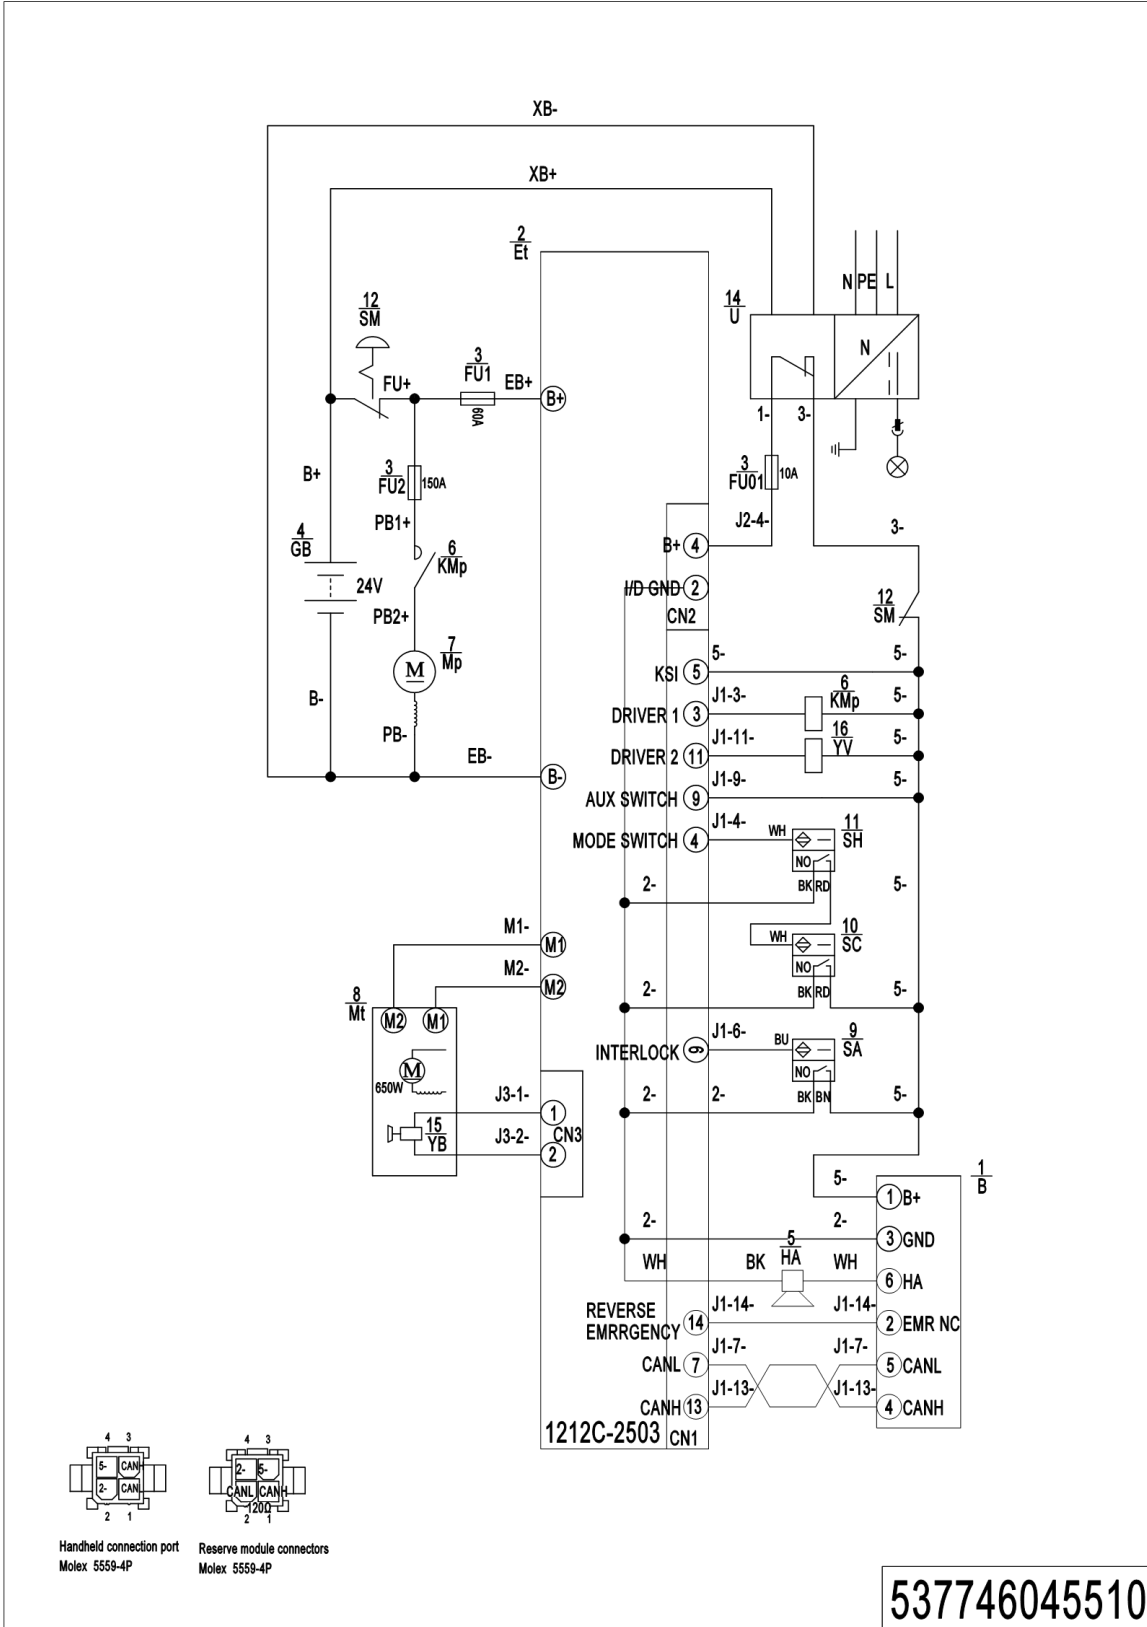 XB-
XB+
2
Et
N PE L
12
SM
14
U
N
3
FU1
FU+
EB+
B+
60A
1- 3-
3
FU2
150A
B+
3
FU01
10A
PB1+
J2-4-
3-
4
GB
6
KMp
B+ 4
24V
I/D GND 2
PB2+
CN2
12
SM
7
Mp
M
5-
5-
KSI 5
B-
J1-3-
6
KMp
5-
DRIVER 1 3
PB-
J1-11-
16
YV
5-
EB-
DRIVER 2 11
B-
J1-9-
5-
AUX SWITCH 9
J1-4-
WH
11
SH
MODE SWITCH 4
NO
2-
BK RD
5-
M1-
M1
WH
10
SC
NO
M2-
M2
2-
BK RD
5-
8
Mt
M2 M1
J1-6-
BU
9
SA
INTERLOCK 6
M
NO
650W
J3-1-
2-
2-
BK BN
5-
1
15
YB
J3-2-
CN3
2
1
B
5-
1 B+
2-
2-
3 GND
5
HA
WH
BK
WH
6 HA
J1-14-
J1-14-
REVERSE
EMRRGENCY 14
2 EMR NC
J1-7-
J1-7-
CANL 7
5 CANL
J1-13-
J1-13-
CANH 13
4 CANH
1212C-2503
CN1
4 3
5- CANH
2- CAN
2 1
Handheld connection port
Molex 5559-4P
4 3
2- 5-
CANL CANH
120Ω
2 1
Reserve module connectors
Molex 5559-4P
537746045510